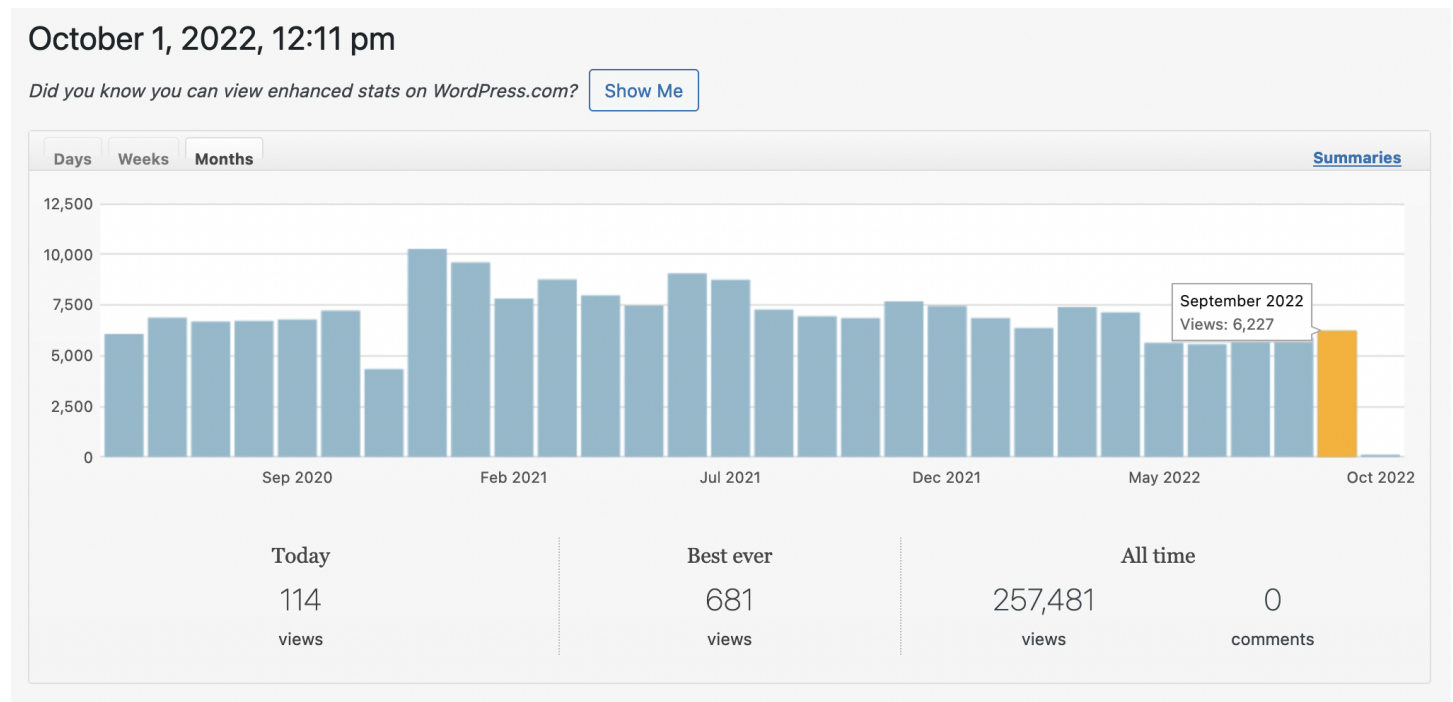 October 1, 2022, 12:11 pm
Did you know you can view enhanced stats on WordPress.com? Show Me
Days Weeks Months Summaries
12,500
10,000
7,500
5,000
2,500
0
September 2022
Views: 6,227
Sep 2020 Feb 2021 Jul 2021 Dec 2021 May 2022 Oct 2022
Today Best ever All time
114 681 257,481 0
views views views comments